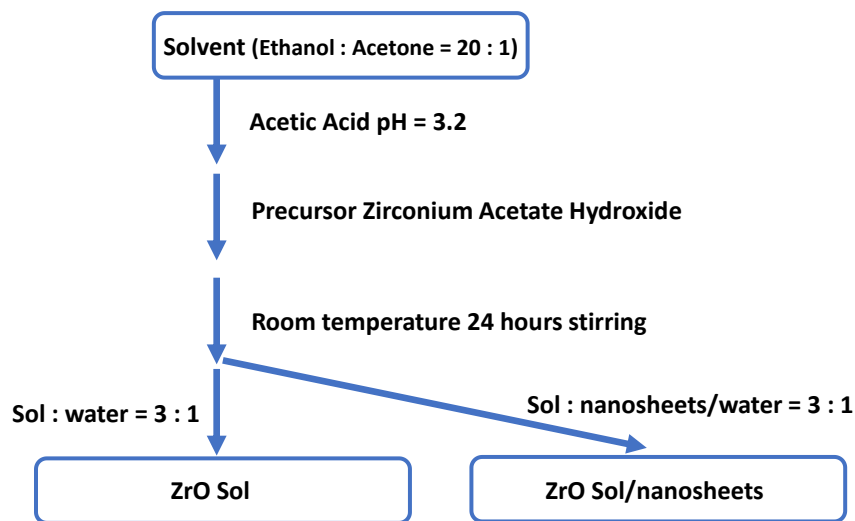 Solvent (Ethanol : Acetone = 20 : 1)
Acetic Acid pH = 3.2
Precursor Zirconium Acetate Hydroxide
Room temperature 24 hours stirring
Sol : water = 3 : 1
Sol : nanosheets/water = 3 : 1
ZrO Sol
ZrO Sol/nanosheets